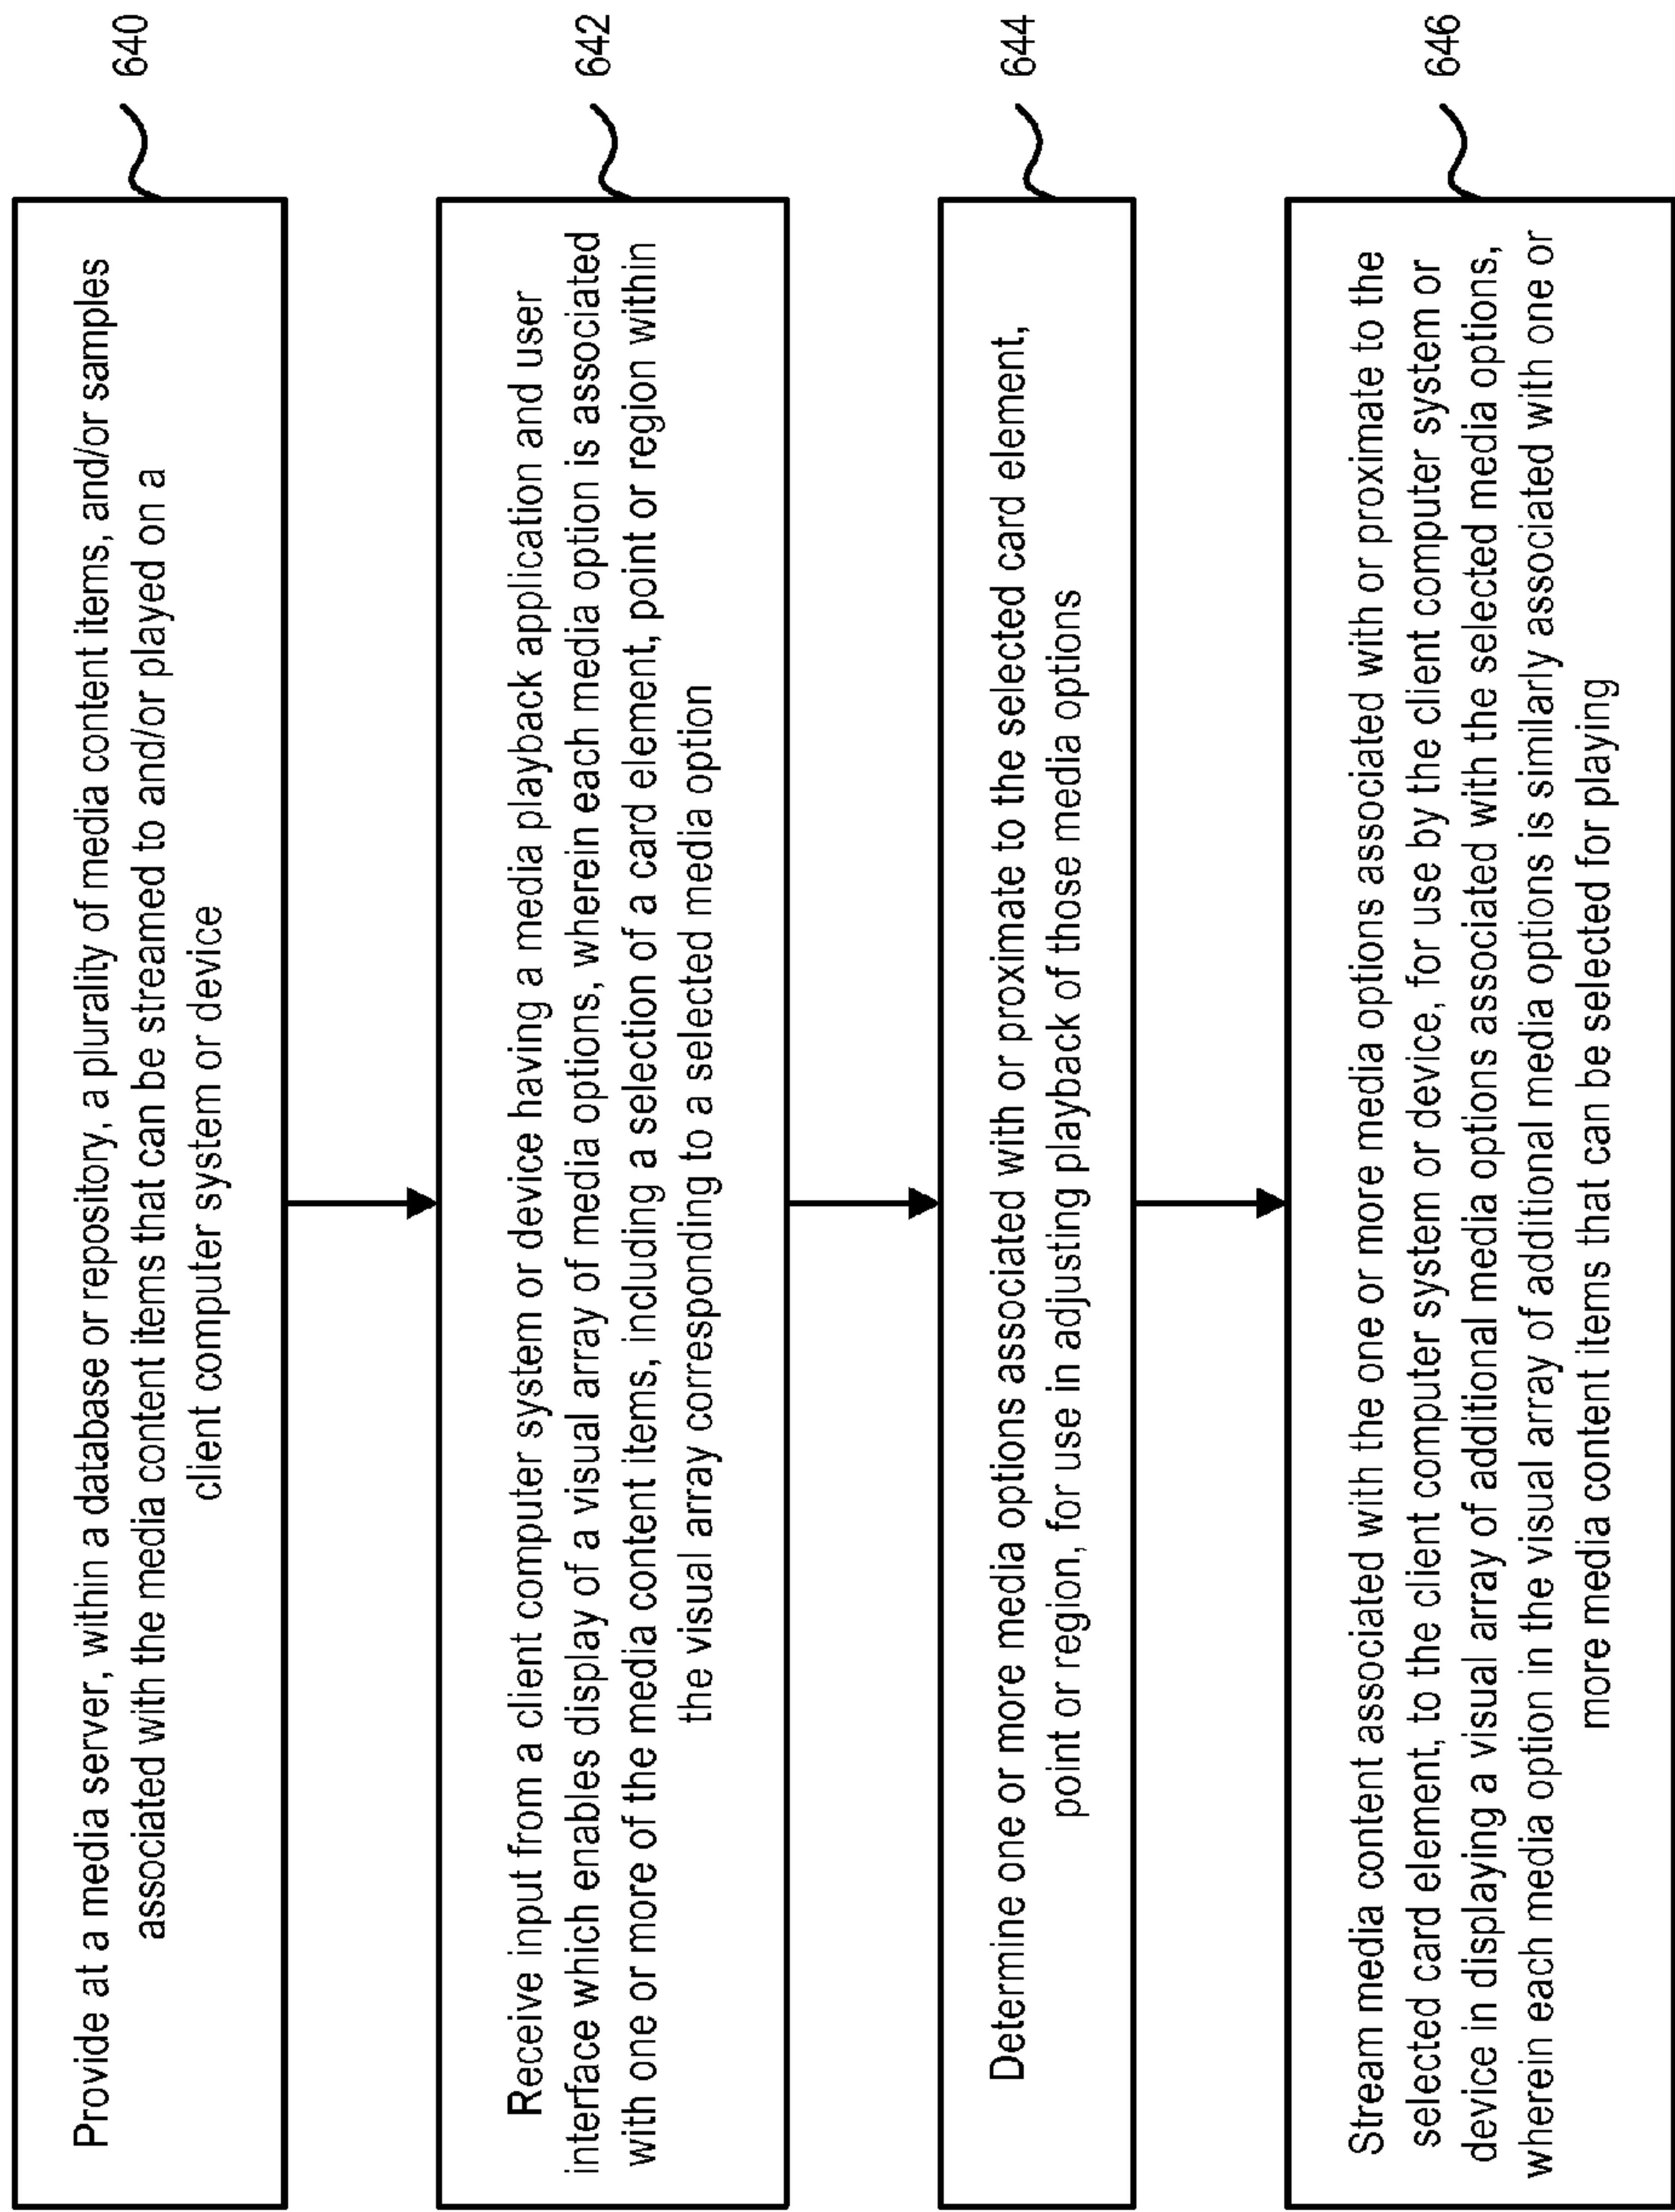 Provide at a media server, within a database or repository, a plurality of media content items, and/or samples
associated with the media content items that can be streamed to and/or played on a
client computer system or device
640
Receive input from a client computer system or device having a media playback application and user
interface which enables display of a visual array of media options, wherein each media option is associated
with one or more of the media content items, including a selection of a card element, point or region within
the visual array corresponding to a selected media option
642
Determine one or more media options associated with or proximate to the selected card element,
point or region, for use in adjusting playback of those media options
644
Stream media content associated with the one or more media options associated with or proximate to the
selected card element, to the client computer system or device, for use by the client computer system or
device in displaying a visual array of additional media options associated with the selected media options,
wherein each media option in the visual array of additional media options is similarly associated with one or
more media content items that can be selected for playing
646